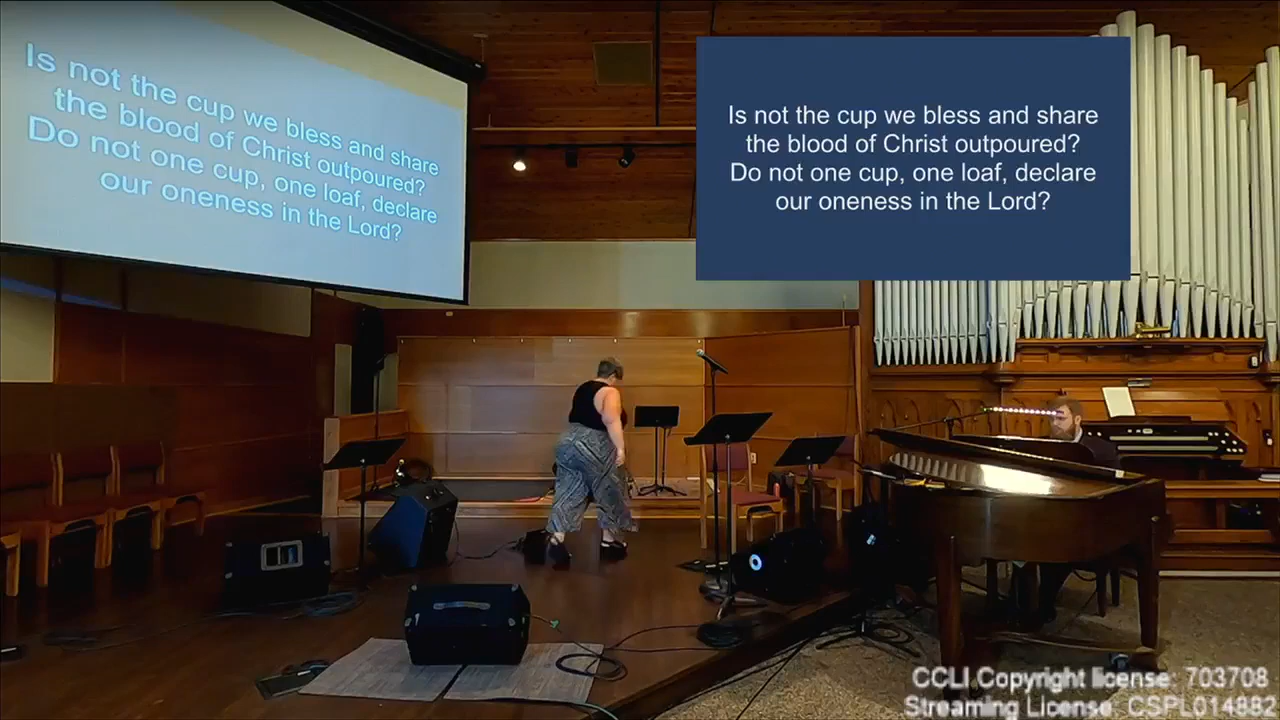 Is not the cup we bless and share
the blood of Christ outpoured?
Do not one cup, one loaf, declare
our oneness in the Lord?
Is not the cup we bless and share
the blood of Christ outpoured?
Do not one cup, one loaf, declare
our oneness in the Lord?
CCLI Copyright license: 703708
Streaming License, CSPL014882